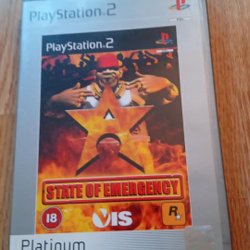 PlayStation 2
PlayStation 2
STATE OF EMERGENCY
18
VIS
R
Platinum